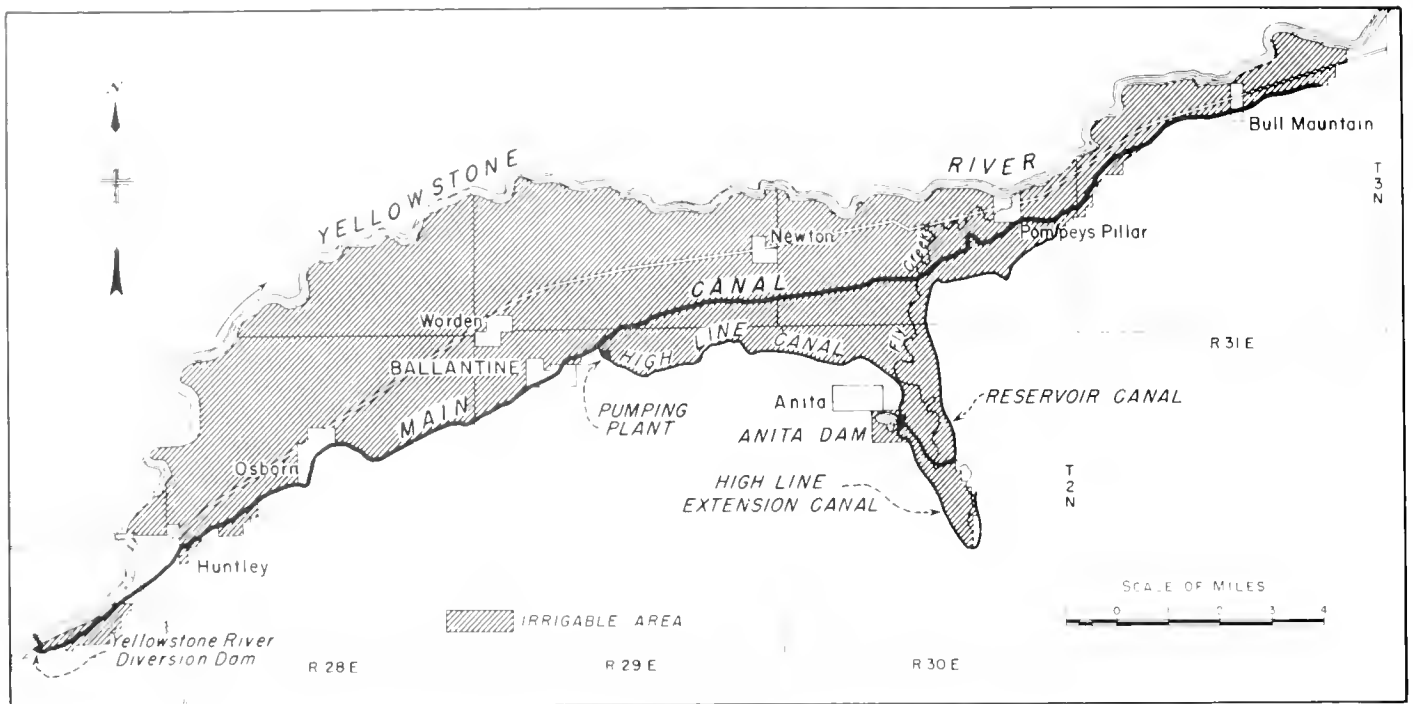 N
YELLOWSTONE
RIVER
Bull Mountain
T
3
N
Newton
Pompeys Pillar
Creek
CANAL
Worden
Fly
HIGH LINE CANAL
R 31 E
BALLANTINE
MAIN
PUMPING
PLANT
Anita
RESERVOIR CANAL
ANITA DAM
Osborn
HIGH LINE
EXTENSION CANAL
T
2
N
Huntley
SCALE OF MILES
1 0 1 2 3 4
IRRIGABLE AREA
Yellowstone River
Diversion Dam
R 28 E
R 29 E
R 30 E